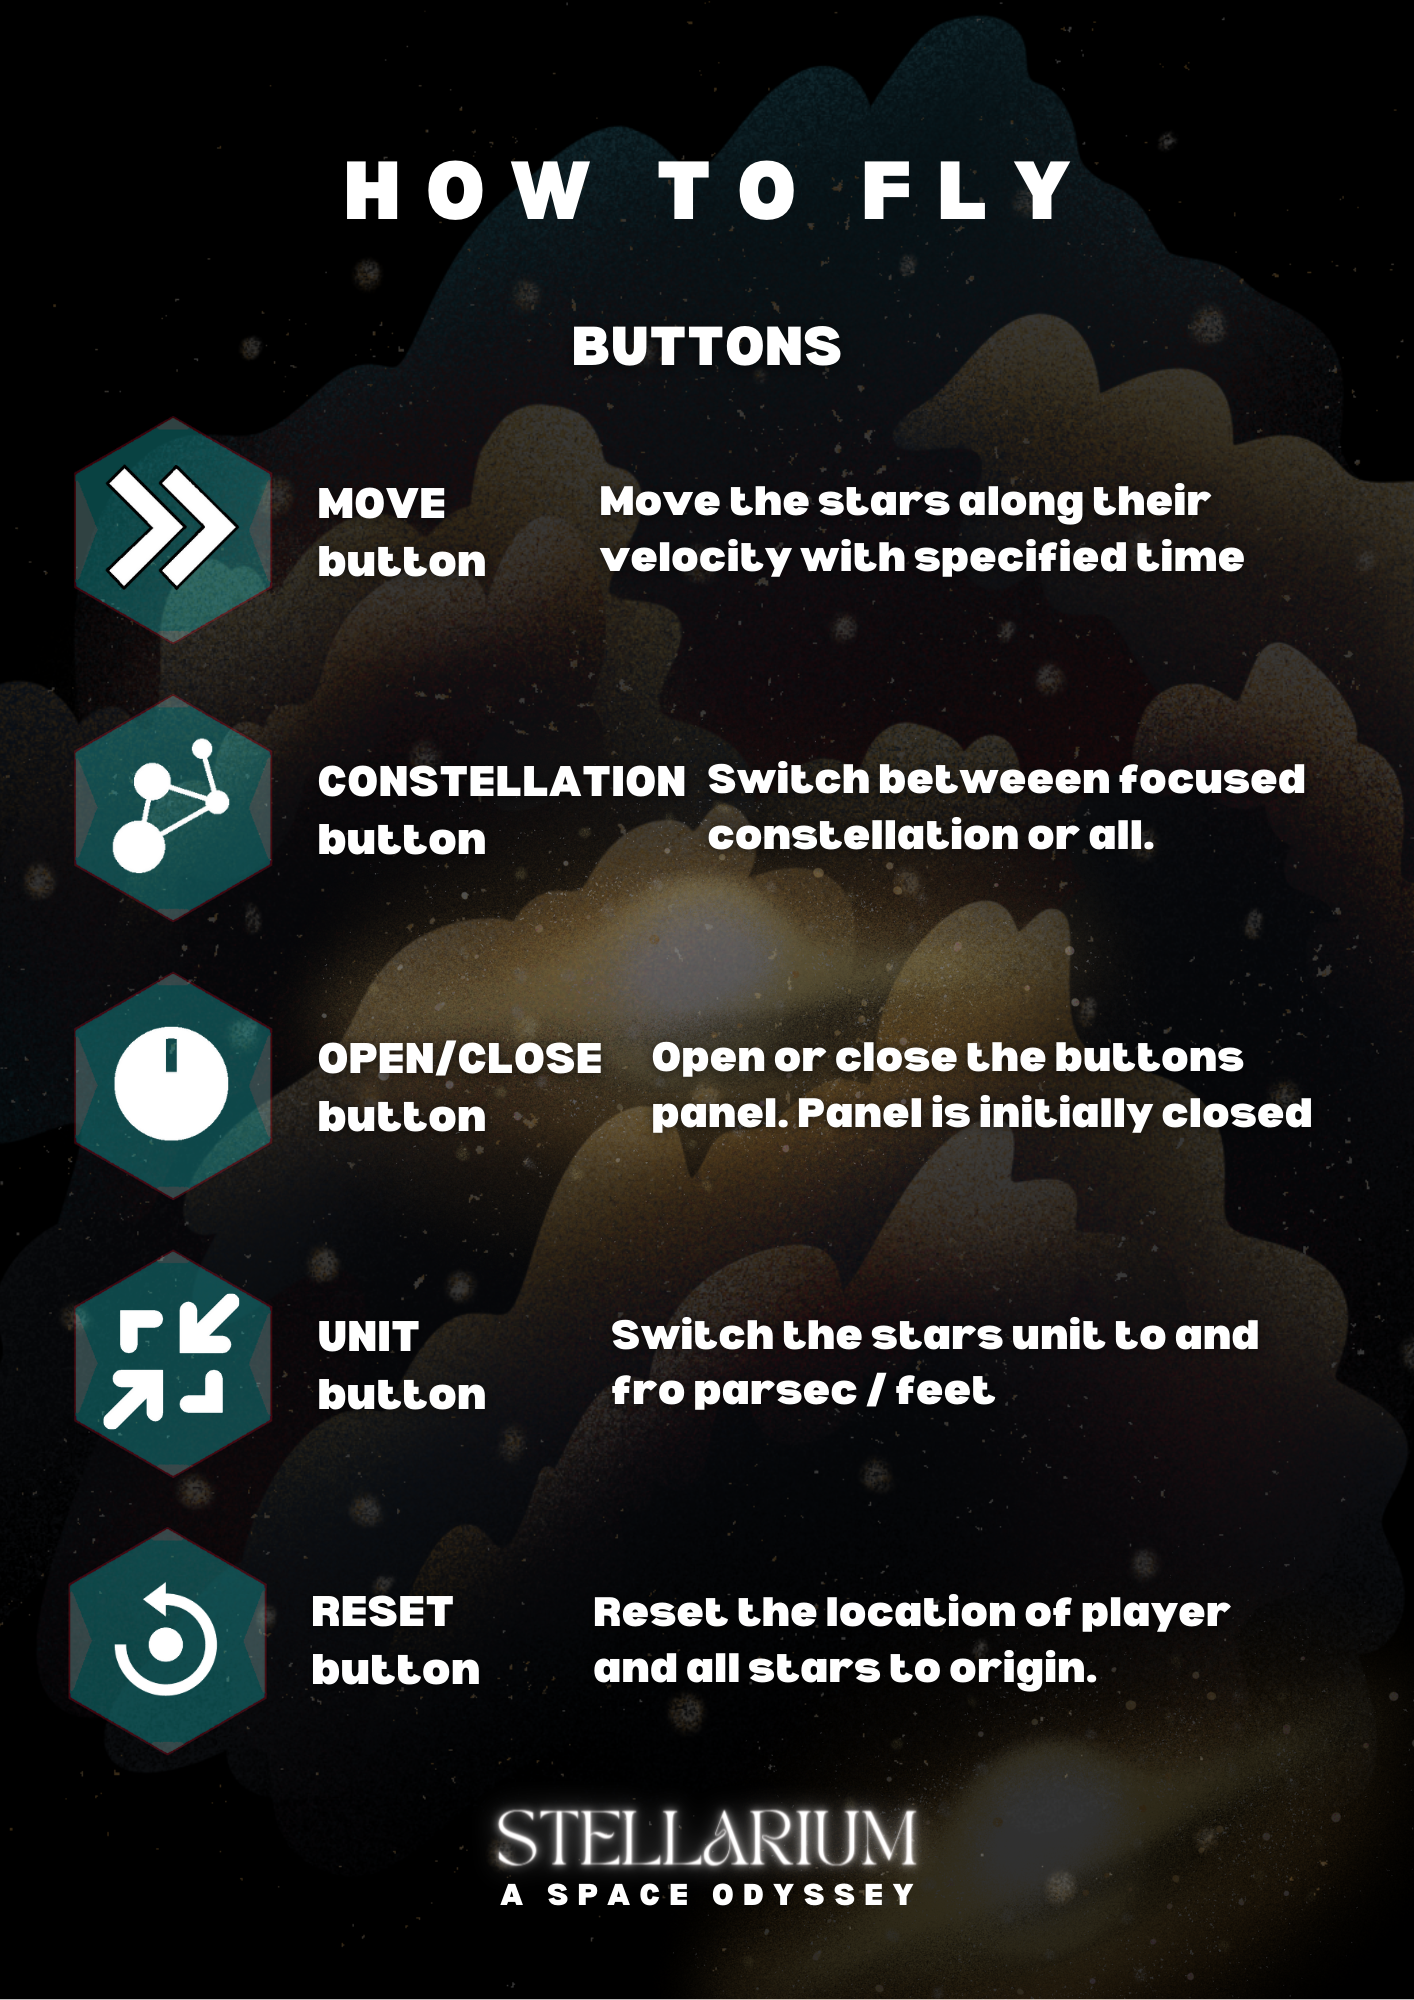 HOW TO FLY
BUTTONS
MOVE
button
Move the stars along their
velocity with specified time
CONSTELLATION
button
Switch betweeen focused
constellation or all.
OPEN/CLOSE
button
Open or close the buttons
panel. Panel is initially closed
UNIT
button
Switch the stars unit to and
fro parsec / feet
RESET
button
Reset the location of player
and all stars to origin.
STELLARIUM
A SPACE ODYSSEY